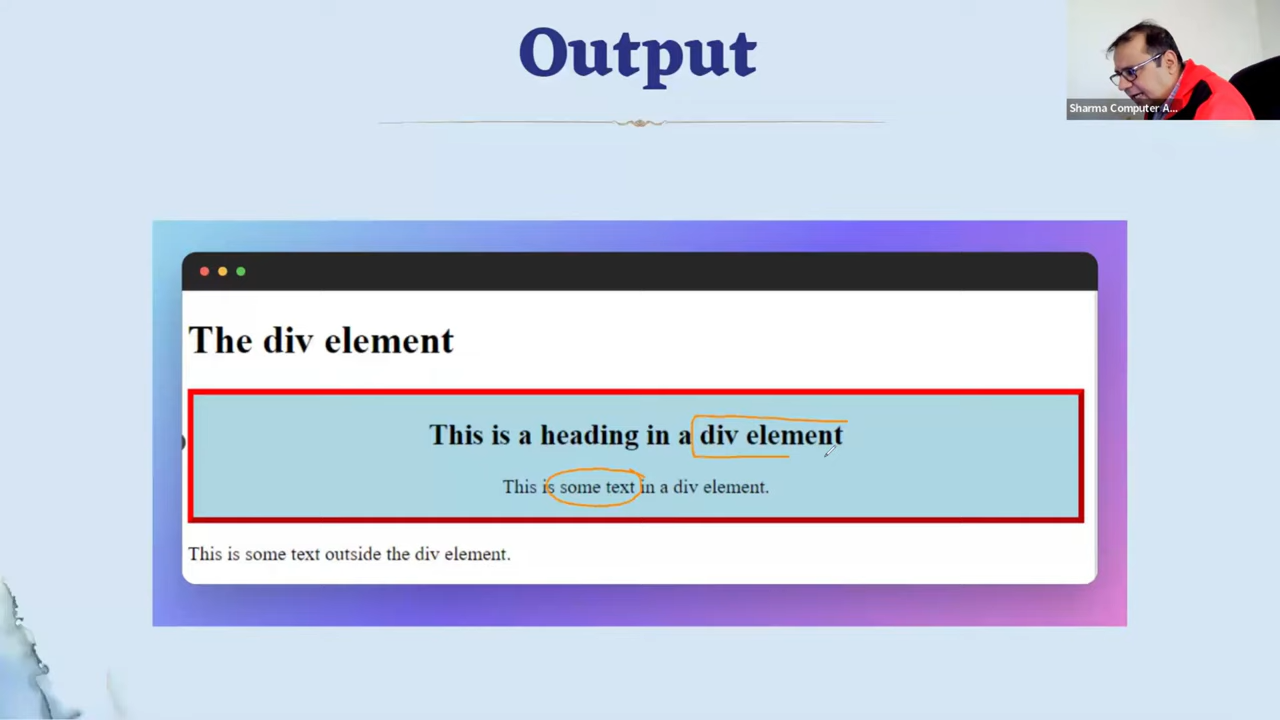 Output
Sharma Computer A...
The div element
This is a heading in a div element
This is some text in a div element.
This is some text outside the div element.